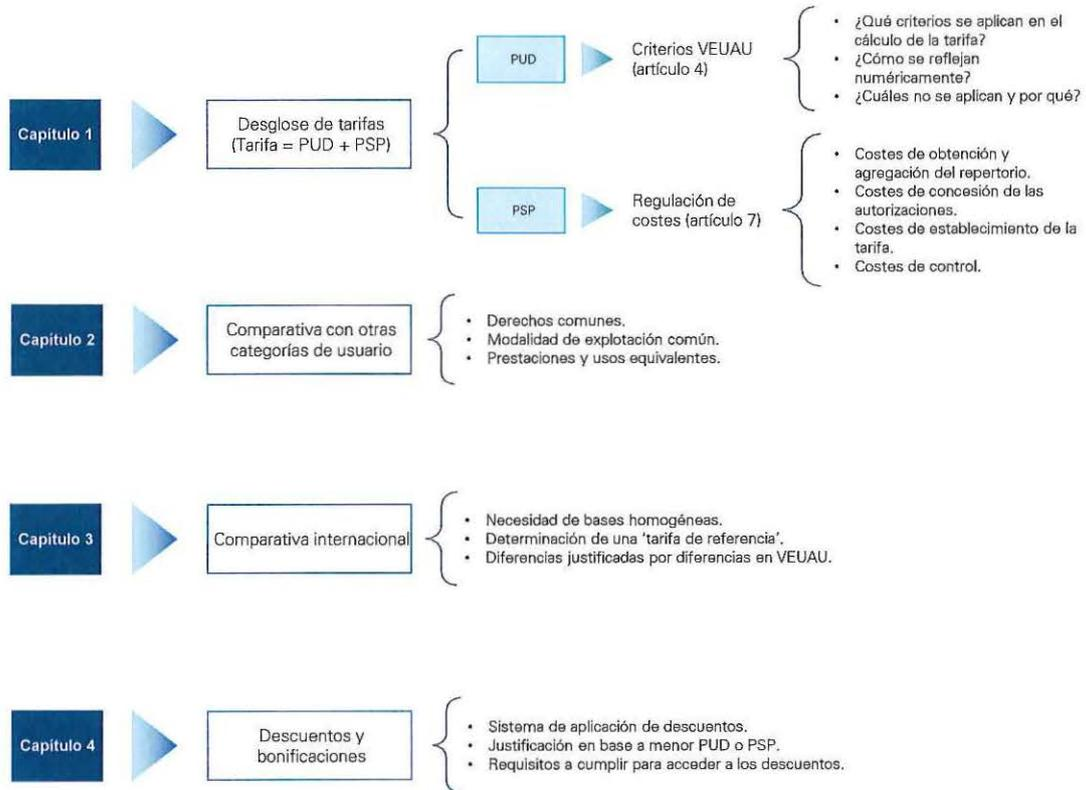 Capítulo 1
Desglose de tarifas
(Tarifa = PUD + PSP)
PUD
Criterios VEUAU
(artículo 4)
• ¿Qué criterios se aplican en el
cálculo de la tarifa?
• ¿Cómo se reflejan
numéricamente?
• ¿Cuáles no se aplican y por qué?
PSP
Regulación de
costes (artículo 7)
• Costes de obtención y
agregación del repertorio.
• Costes de concesión de las
autorizaciones.
• Costes de establecimiento de la
tarifa.
• Costes de control.
Capítulo 2
Comparativa con otras
categorías de usuario
• Derechos comunes.
• Modalidad de explotación común.
• Prestaciones y usos equivalentes.
Capítulo 3
Comparativa internacional
• Necesidad de bases homogéneas.
• Determinación de una 'tarifa de referencia'.
• Diferencias justificadas por diferencias en VEUAU.
Capítulo 4
Descuentos y
bonificaciones
• Sistema de aplicación de descuentos.
• Justificación en base a menor PUD o PSP.
• Requisitos a cumplir para acceder a los descuentos.